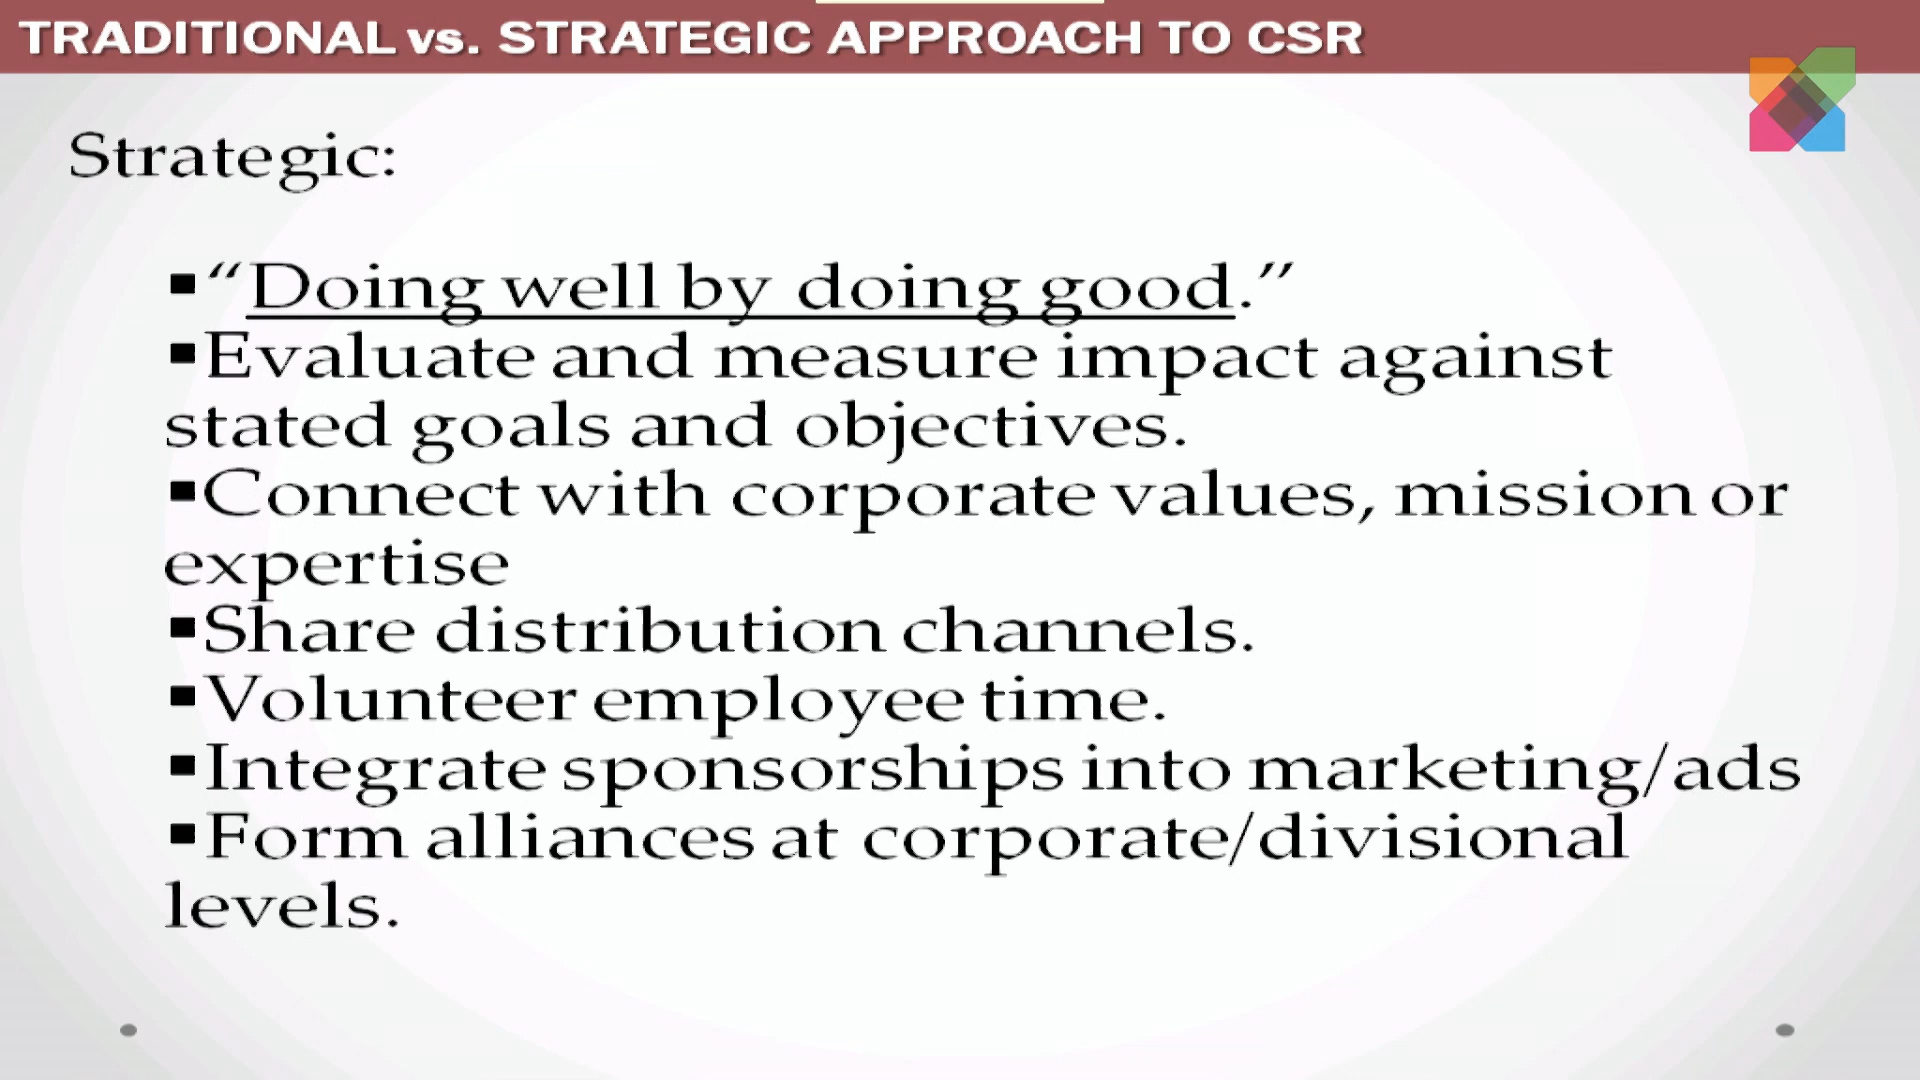 TRADITIONAL vs. STRATEGIC APPROACH TO CSR
Strategic:
▪“Doing well by doing good.”
▪Evaluate and measure impact against
stated goals and objectives.
▪Connect with corporate values, mission or
expertise
▪Share distribution channels.
▪Volunteer employee time.
▪Integrate sponsorships into marketing/ads
▪Form alliances at corporate/divisional
levels.